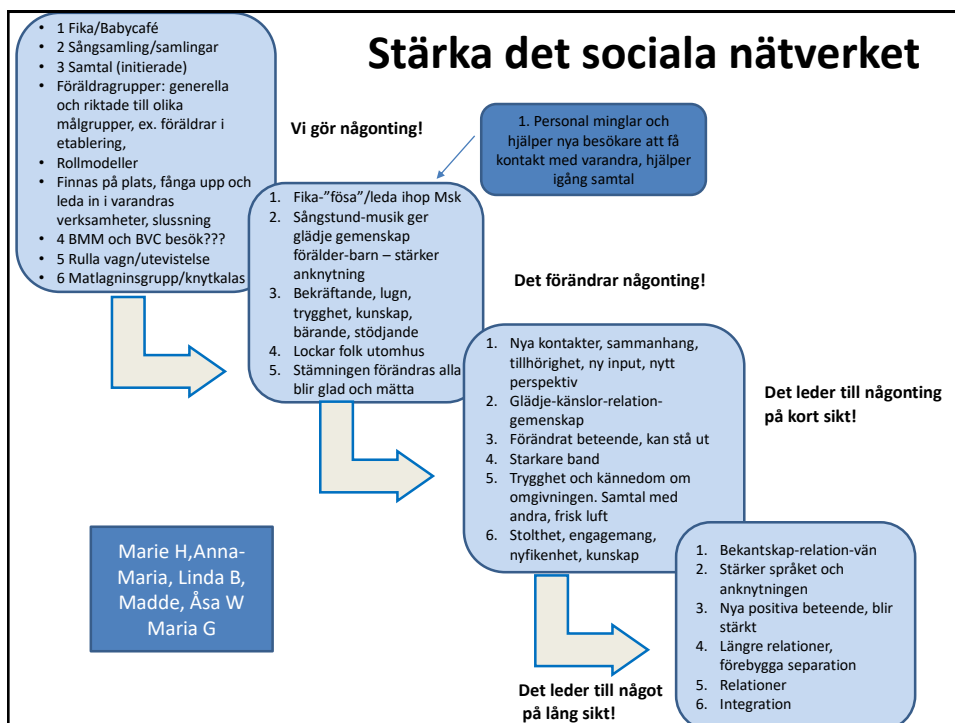 Stärka det sociala nätverket
• 1 Fika/Babycafé
• 2 Sångsamling/samlingar
• 3 Samtal (initierade)
• Föräldragrupper: generella
och riktade till olika
målgrupper, ex. föräldrar i
etablering,
• Rollmodeller
• Finnas på plats, fånga upp och
leda in i varandras
verksamheter, slussning
• 4 BMM och BVC besök???
• 5 Rulla vagn/utevistelse
• 6 Matlagninsgrupp/knytkalas
Vi gör någonting!
1. Personal minglar och
hjälper nya besökare att få
kontakt med varandra, hjälper
igång samtal
1. Fika-”fösa”/leda ihop Msk
2. Sångstund-musik ger
glädje gemenskap
förälder-barn – stärker
anknytning
3. Bekräftande, lugn,
trygghet, kunskap,
bärande, stödjande
4. Lockar folk utomhus
5. Stämningen förändras alla
blir glad och mätta
Det förändrar någonting!
1. Nya kontakter, sammanhang,
tillhörighet, ny input, nytt
perspektiv
2. Glädje-känslor-relation-
gemenskap
3. Förändrat beteende, kan stå ut
4. Starkare band
5. Trygghet och kännedom om
omgivningen. Samtal med
andra, frisk luft
6. Stolthet, engagemang,
nyfikenhet, kunskap
Det leder till någonting
på kort sikt!
Marie H,Anna-
Maria, Linda B,
Madde, Åsa W
Maria G
1. Bekantskap-relation-vän
2. Stärker språket och
anknytningen
3. Nya positiva beteende, blir
stärkt
4. Längre relationer,
förebygga separation
5. Relationer
6. Integration
Det leder till något
på lång sikt!